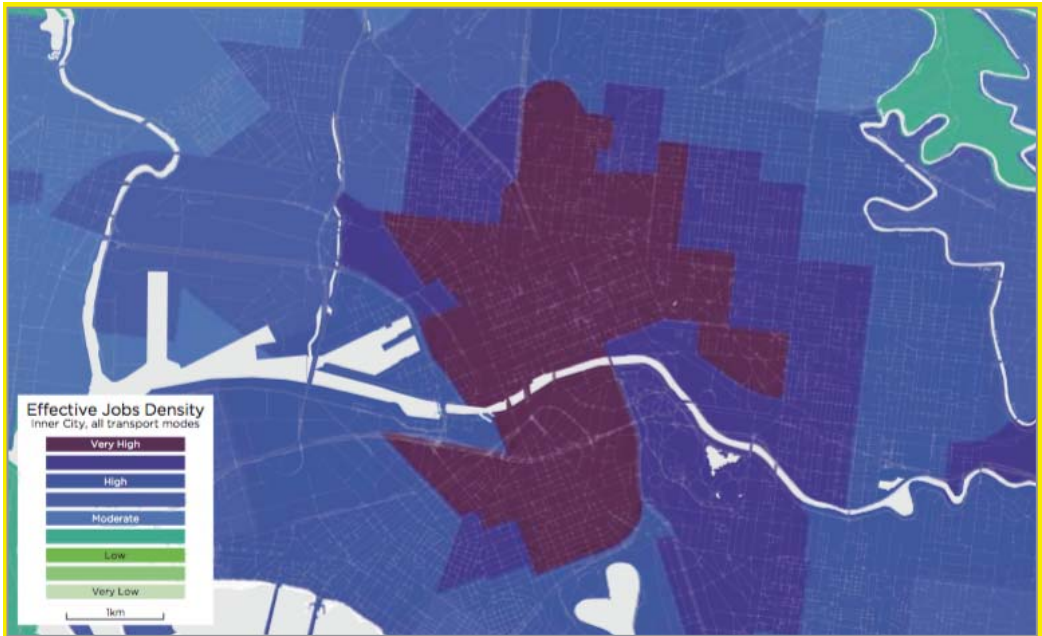 Effective Jobs Density
Inner City, all transport modes
Very High
High
Moderate
Low
Very Low
1km